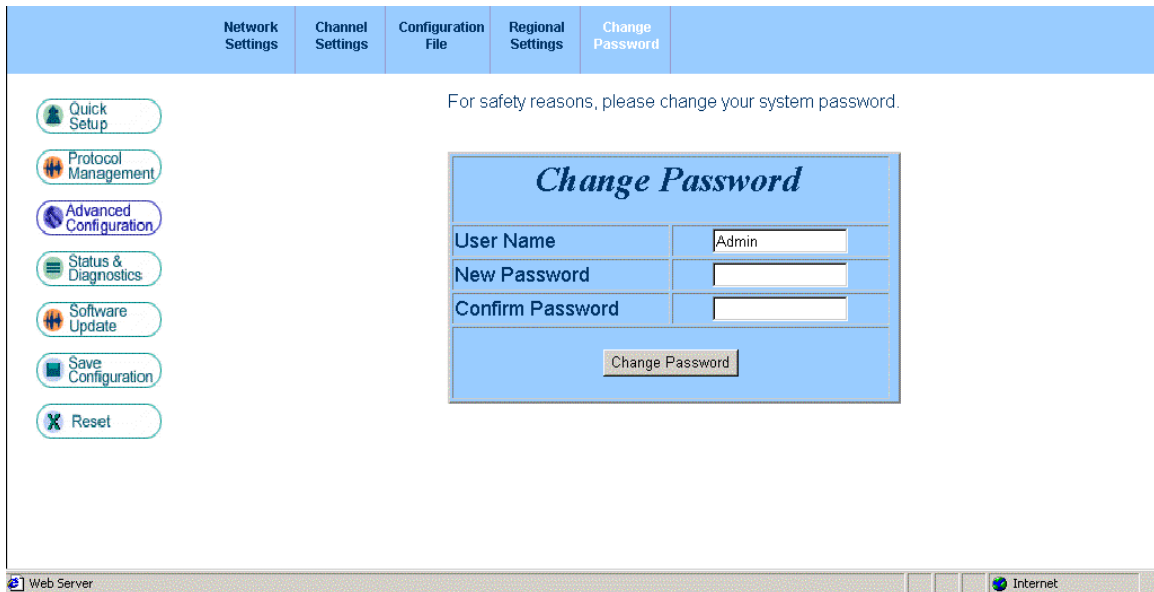 Network Settings
Channel Settings
Configuration File
Regional Settings
Change Password
Quick Setup
Protocol Management
Advanced Configuration
Status & Diagnostics
Software Update
Save Configuration
Reset
For safety reasons, please change your system password.
Change Password
User Name Admin
New Password
Confirm Password
Change Password
Web Server Internet